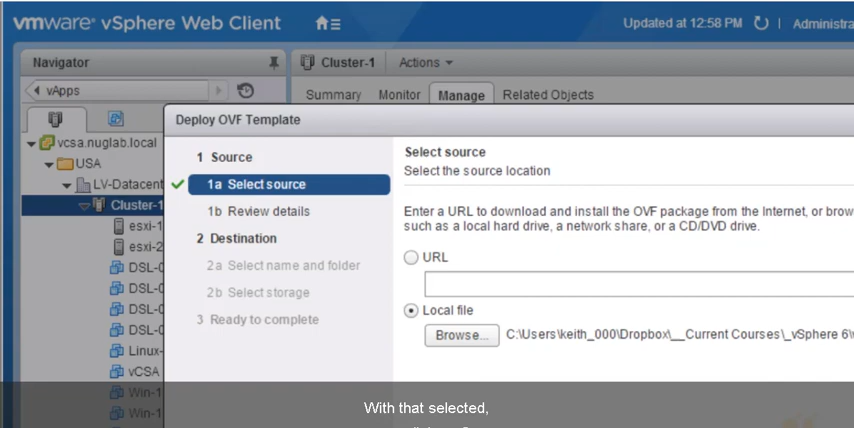 vmware® vSphere Web Client
Updated at 12:58 PM
Administra
Navigator
Cluster-1
Actions
vApps
Summary
Monitor
Manage
Related Objects
vcsa.nuglab.local
USA
LV-Datacent
Cluster-1
esxi-1
esxi-2
DSL-0
DSL-0
DSL-0
DSL-0
Linux-
vCSA
Win-1
Win-1
Deploy OVF Template
1 Source
1a Select source
1b Review details
2 Destination
2a Select name and folder
2b Select storage
3 Ready to complete
Select source
Select the source location
Enter a URL to download and install the OVF package from the Internet, or brow
such as a local hard drive, a network share, or a CD/DVD drive.
URL
Local file
Browse...
C:\Users\keith_000\Dropbox\__Current Courses\_vSphere 6\
With that selected,